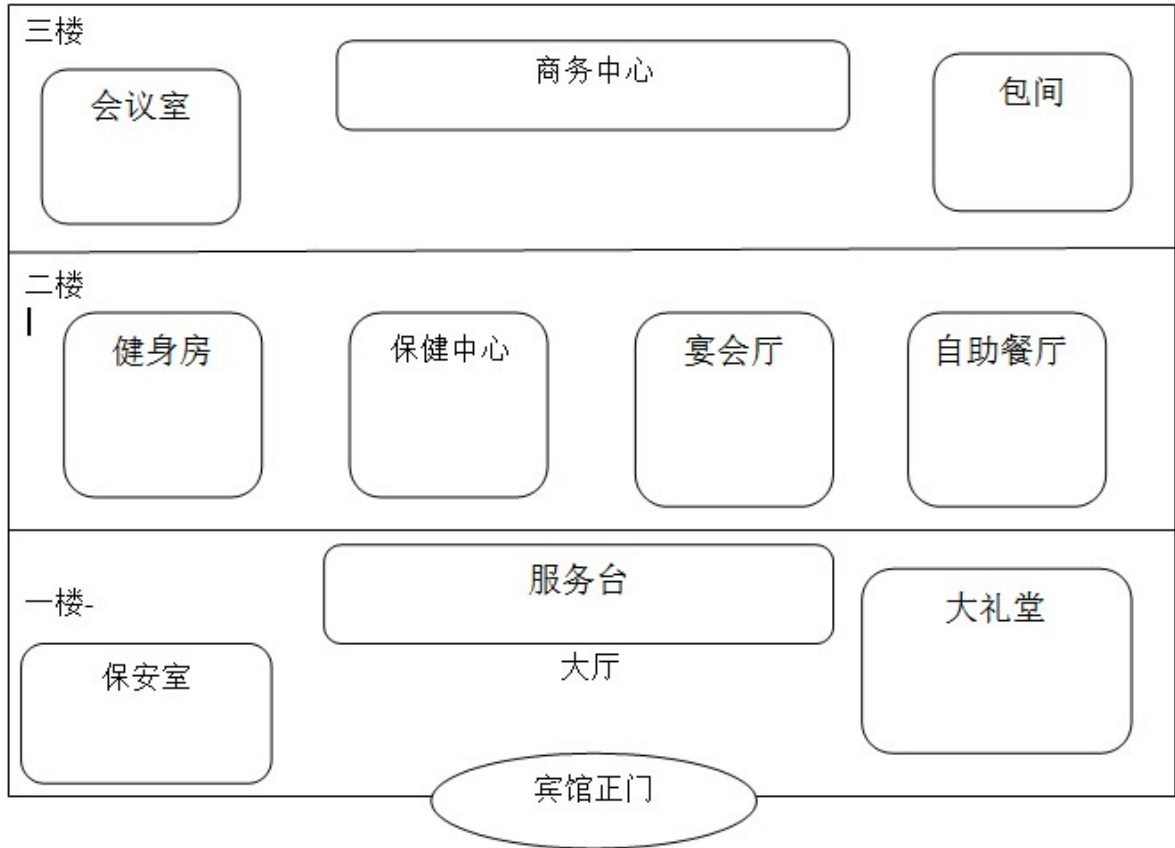 三楼
商务中心
会议室
包间
二楼
健身房
保健中心
宴会厅
自助餐厅
一楼-
服务台
大礼堂
保安室
大厅
宾馆正门